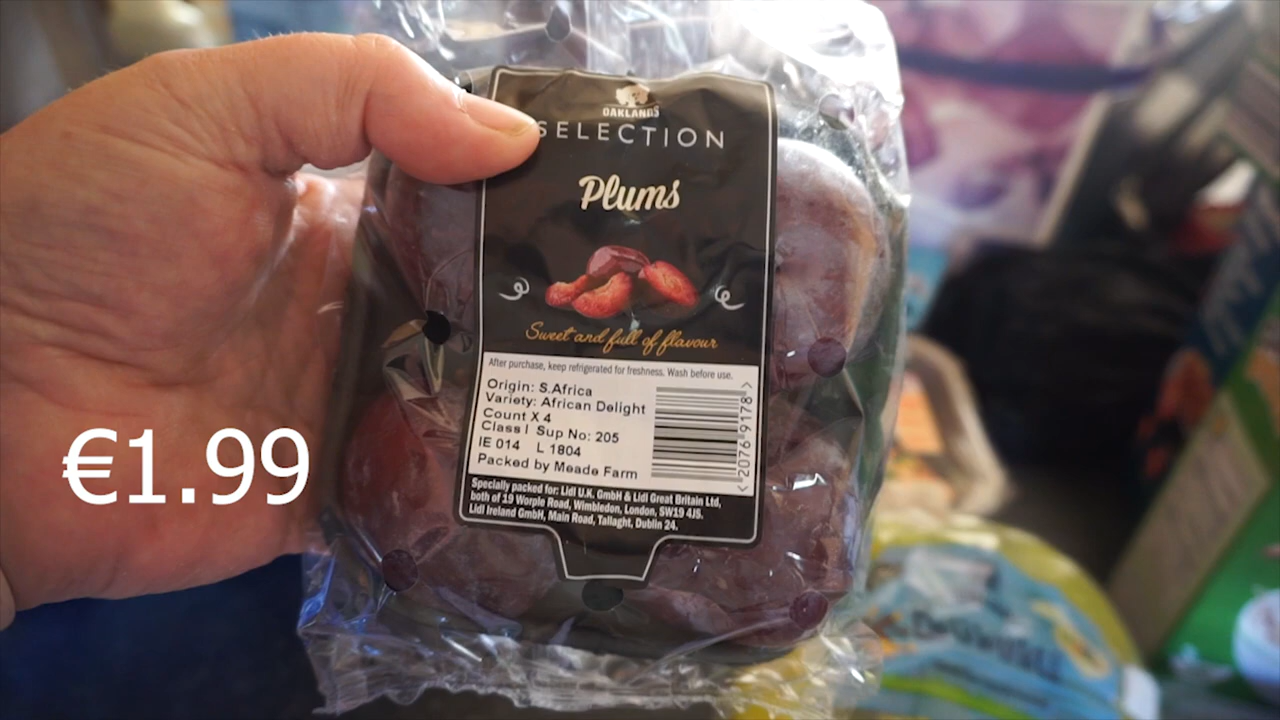 OAKLANDS
SELECTION
Plums
Sweet and full of flavour
After purchase, keep refrigerated for freshness. Wash before use.
Origin: S.Africa
Variety: African Delight
Count X 4
Class I Sup No: 205
IE 014 L 1804
Packed by Meade Farm
< 2076 9178 >
Specially packed for: Lidl U.K. GmbH & Lidl Great Britain Ltd,
both of 19 Worple Road, Wimbledon, London, SW19 4JS.
Lidl Ireland GmbH, Main Road, Tallaght, Dublin 24.
€1.99